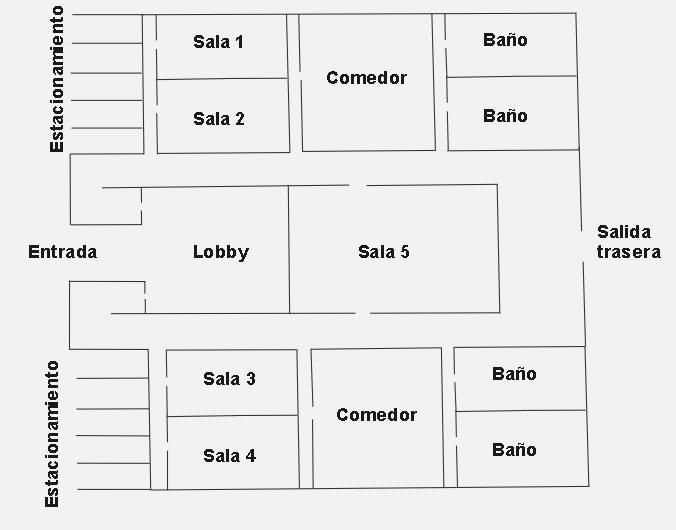 Estacionamiento
Sala 1
Comedor
Baño
Sala 2
Baño
Entrada
Lobby
Sala 5
Salida
trasera
Estacionamiento
Sala 3
Comedor
Baño
Sala 4
Baño